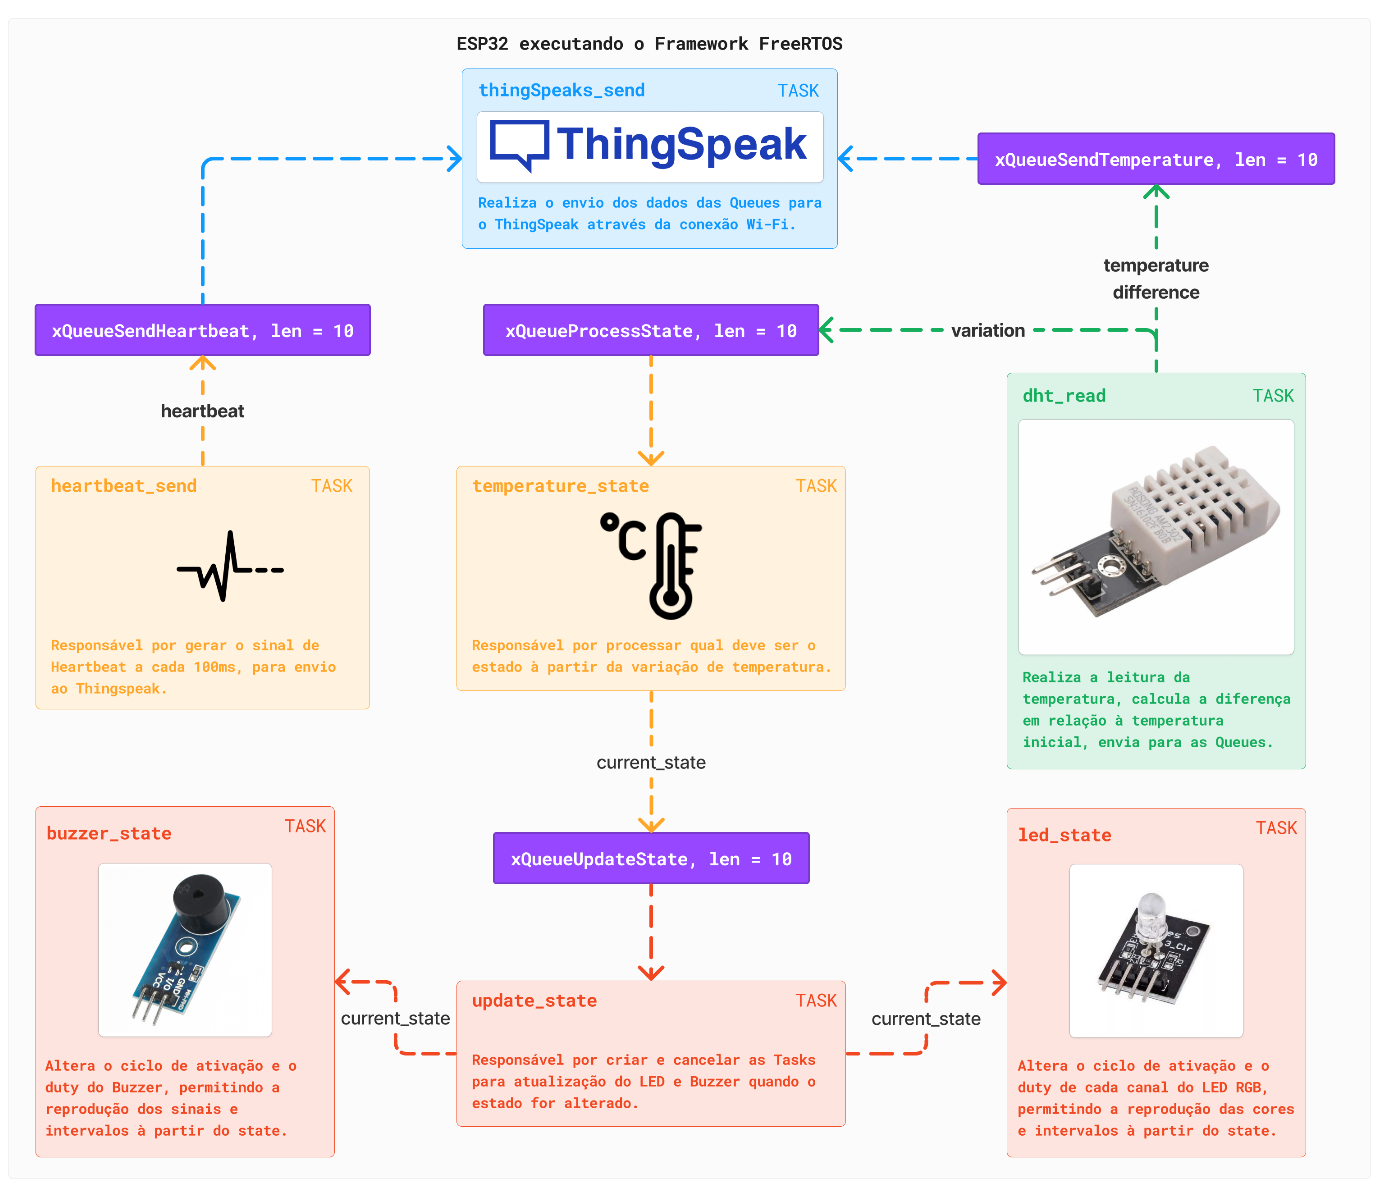 ESP32 executando o Framework FreeRTOS
thingSpeaks_send
TASK
ThingSpeak
Realiza o envio dos dados das Queues para
o ThingSpeak através da conexão Wi-Fi.
xQueueSendTemperature, len = 10
temperature
difference
xQueueSendHeartbeat, len = 10
xQueueProcessState, len = 10
variation
heartbeat
dht_read
TASK
Realiza a leitura da
temperatura, calcula a diferença
em relação à temperatura
inicial, envia para as Queues.
heartbeat_send
TASK
Responsável por gerar o sinal de
Heartbeat a cada 100ms, para envio
ao Thingspeak.
temperature_state
TASK
°C
Responsável por processar qual deve ser o
estado à partir da variação de temperatura.
current_state
xQueueUpdateState, len = 10
buzzer_state
TASK
VCC
I/O
GND
Altera o ciclo de ativação e o
duty do Buzzer, permitindo a
reprodução dos sinais e
intervalos à partir do state.
current_state
update_state
TASK
Responsável por criar e cancelar as Tasks
para atualização do LED e Buzzer quando o
estado for alterado.
current_state
led_state
TASK
Altera o ciclo de ativação e o
duty de cada canal do LED RGB,
permitindo a reprodução das cores
e intervalos à partir do state.